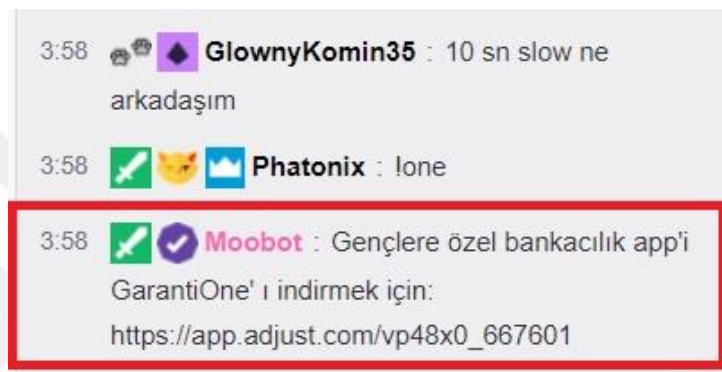 3:58 GlownyKomin35 : 10 sn slow ne
arkadaşım
3:58 Phatonix : !one
3:58 Moobot : Gençlere özel bankacılık app'i
GarantiOne' ı indirmek için:
https://app.adjust.com/vp48x0_667601